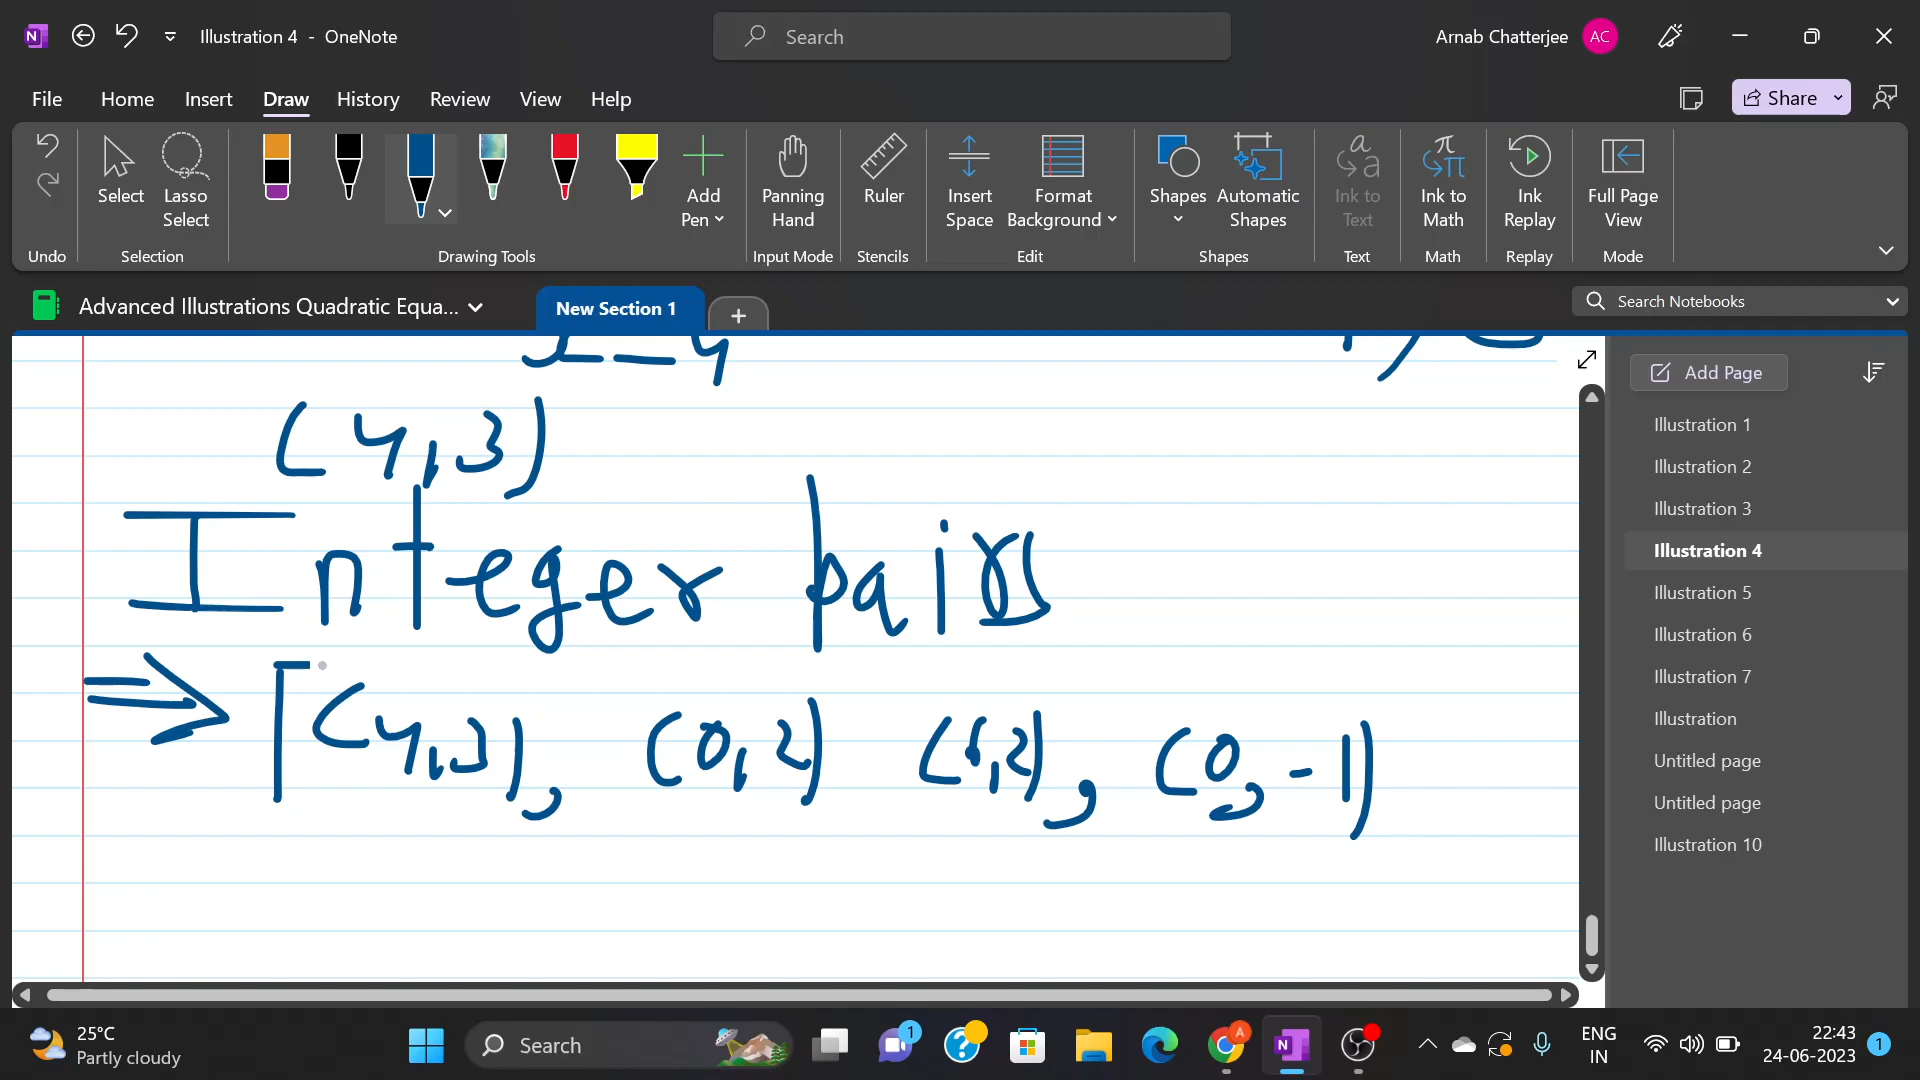 Illustration 4 - OneNote
Search
Arnab Chatterjee
AC
File Home Insert Draw History Review View Help
Share
Select
Lasso Select
Add Pen
Panning Hand
Ruler
Insert Space
Format Background
Shapes
Automatic Shapes
Ink to Text
Ink to Math
Ink Replay
Full Page View
Undo Selection Drawing Tools Input Mode Stencils Edit Shapes Text Math Replay Mode
Advanced Illustrations Quadratic Equa...
New Section 1
Search Notebooks
(4,3)
Integer pairs
⇒ (4,3), (0,2) (1,2), (0,-1)
Add Page
Illustration 1
Illustration 2
Illustration 3
Illustration 4
Illustration 5
Illustration 6
Illustration 7
Illustration
Untitled page
Untitled page
Illustration 10
25°C
Partly cloudy
Search
1
A
ENG
IN
22:43
24-06-2023
1